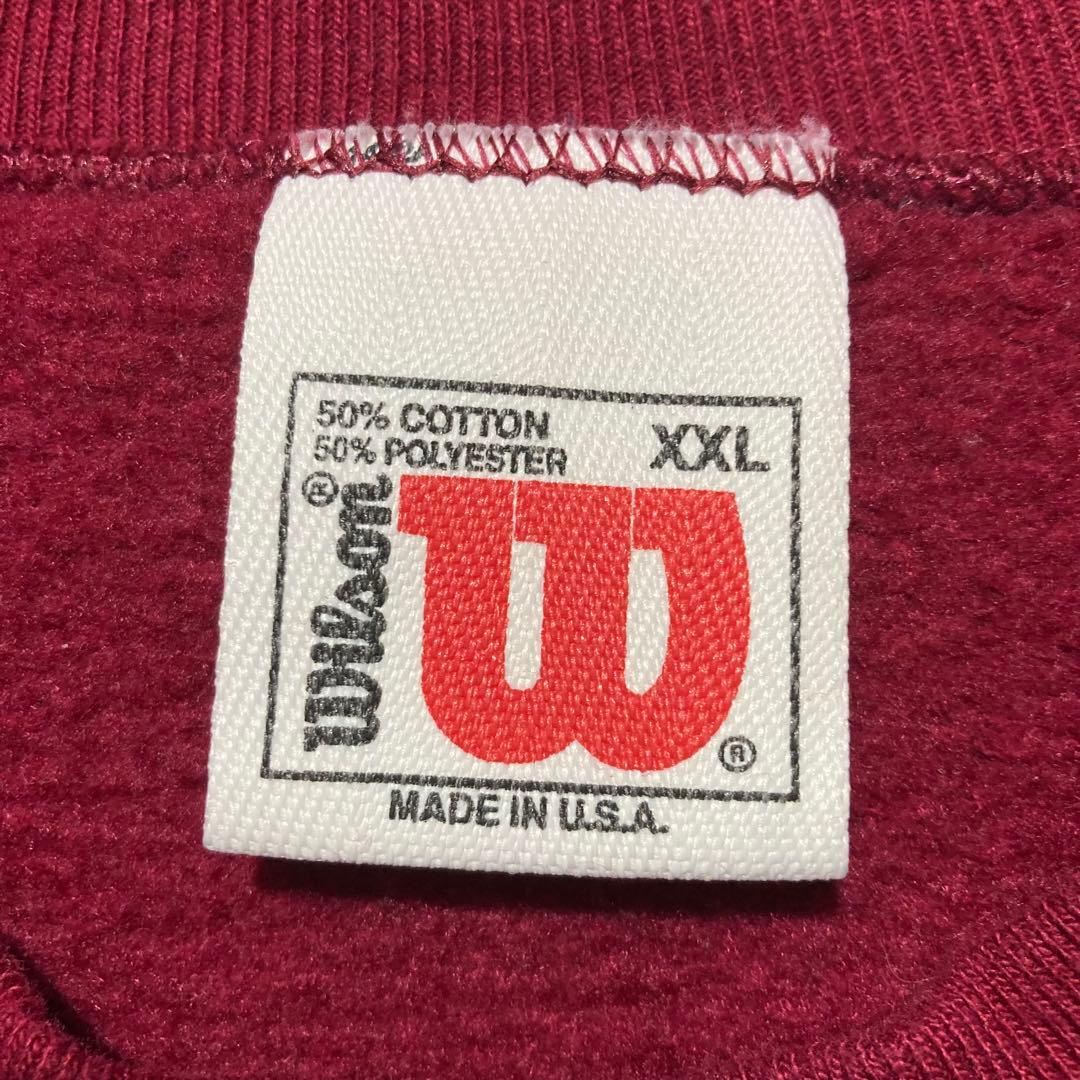 50% COTTON
50% POLYESTER
XXL
Wilson®
W
®
MADE IN U.S.A.